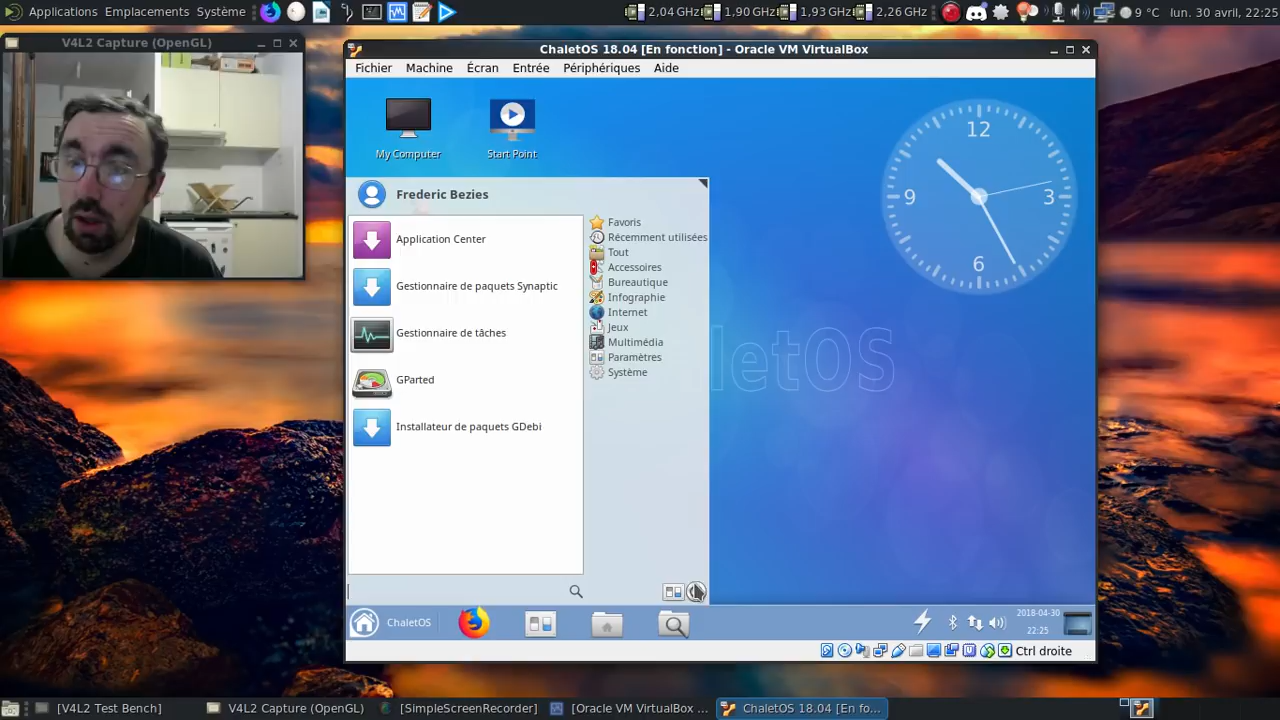 Applications Emplacements Système
2,04 GHz 1,90 GHz 1,93 GHz 2,26 GHz
9 °C lun. 30 avril, 22:25
V4L2 Capture (OpenGL)
ChaletOS 18.04 [En fonction] - Oracle VM VirtualBox
Fichier Machine Écran Entrée Périphériques Aide
My Computer
Start Point
12
3
6
9
Frederic Bezies
Application Center
Gestionnaire de paquets Synaptic
Gestionnaire de tâches
GParted
Installateur de paquets GDebi
Favoris
Récemment utilisées
Tout
Accessoires
Bureautique
Infographie
Internet
Jeux
Multimédia
Paramètres
Système
letOS
ChaletOS
2018-04-30
22:25
Ctrl droite
[V4L2 Test Bench]
V4L2 Capture (OpenGL)
[SimpleScreenRecorder]
[Oracle VM VirtualBox ...
ChaletOS 18.04 [En fo...